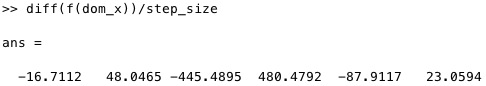 >> diff(f(dom_x))/step_size
ans =
-16.7112 48.0465 -445.4895 480.4792 -87.9117 23.0594